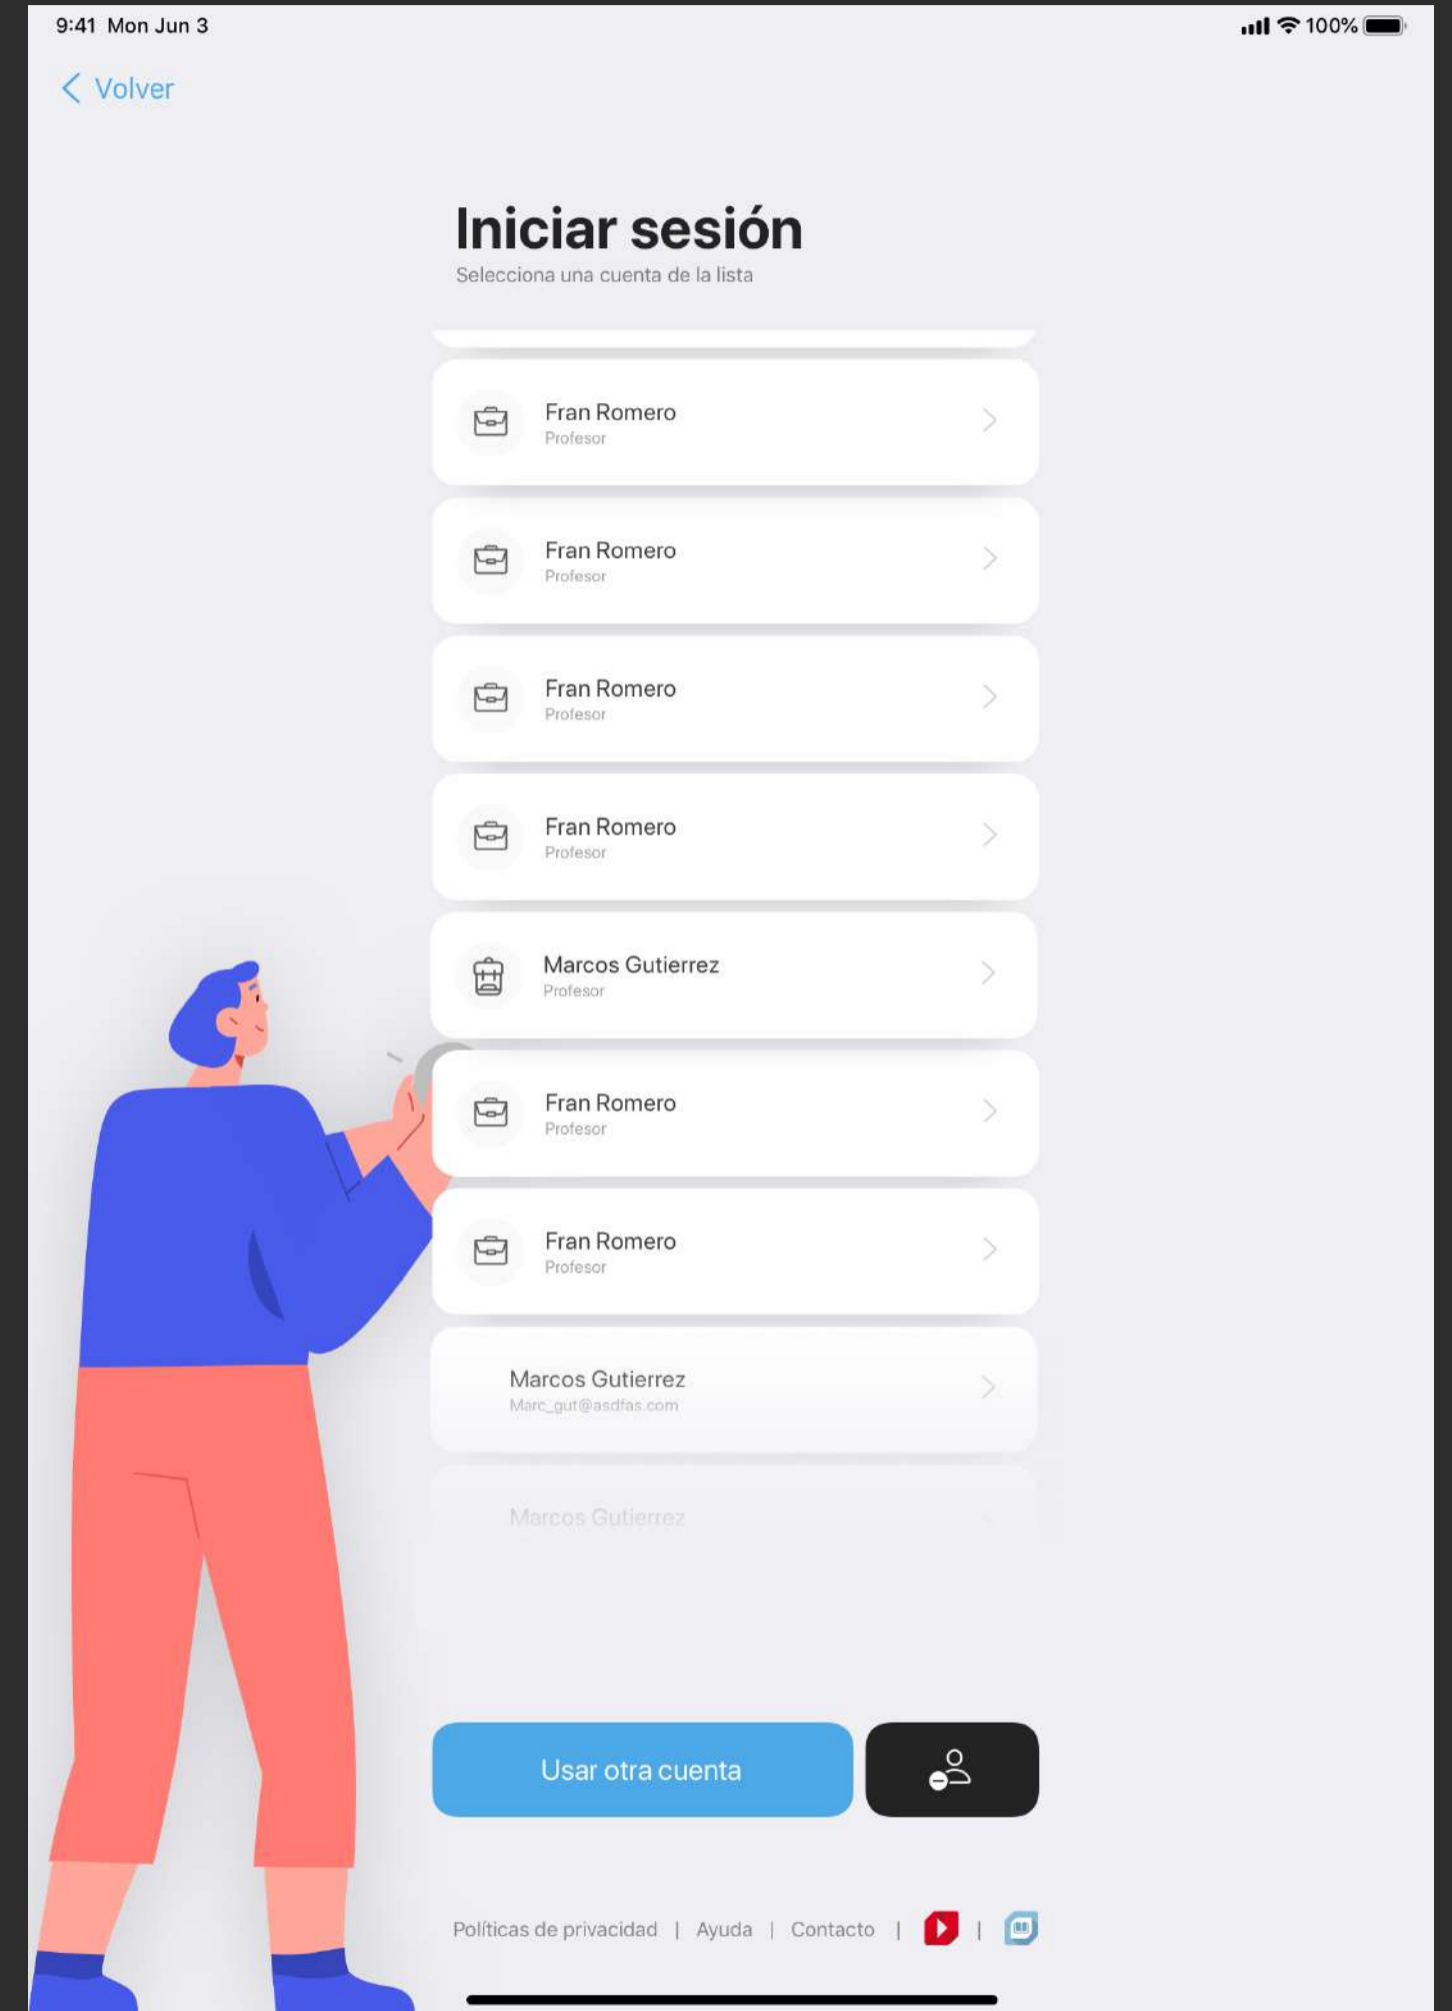 9:41 Mon Jun 3
100%
Volver
Iniciar sesión
Selecciona una cuenta de la lista
Fran Romero
Profesor
Fran Romero
Profesor
Fran Romero
Profesor
Fran Romero
Profesor
Marcos Gutierrez
Profesor
Fran Romero
Profesor
Fran Romero
Profesor
Marcos Gutierrez
Marc_gut@asdfas.com
Marcos Gutierrez
Usar otra cuenta
Políticas de privacidad | Ayuda | Contacto | |